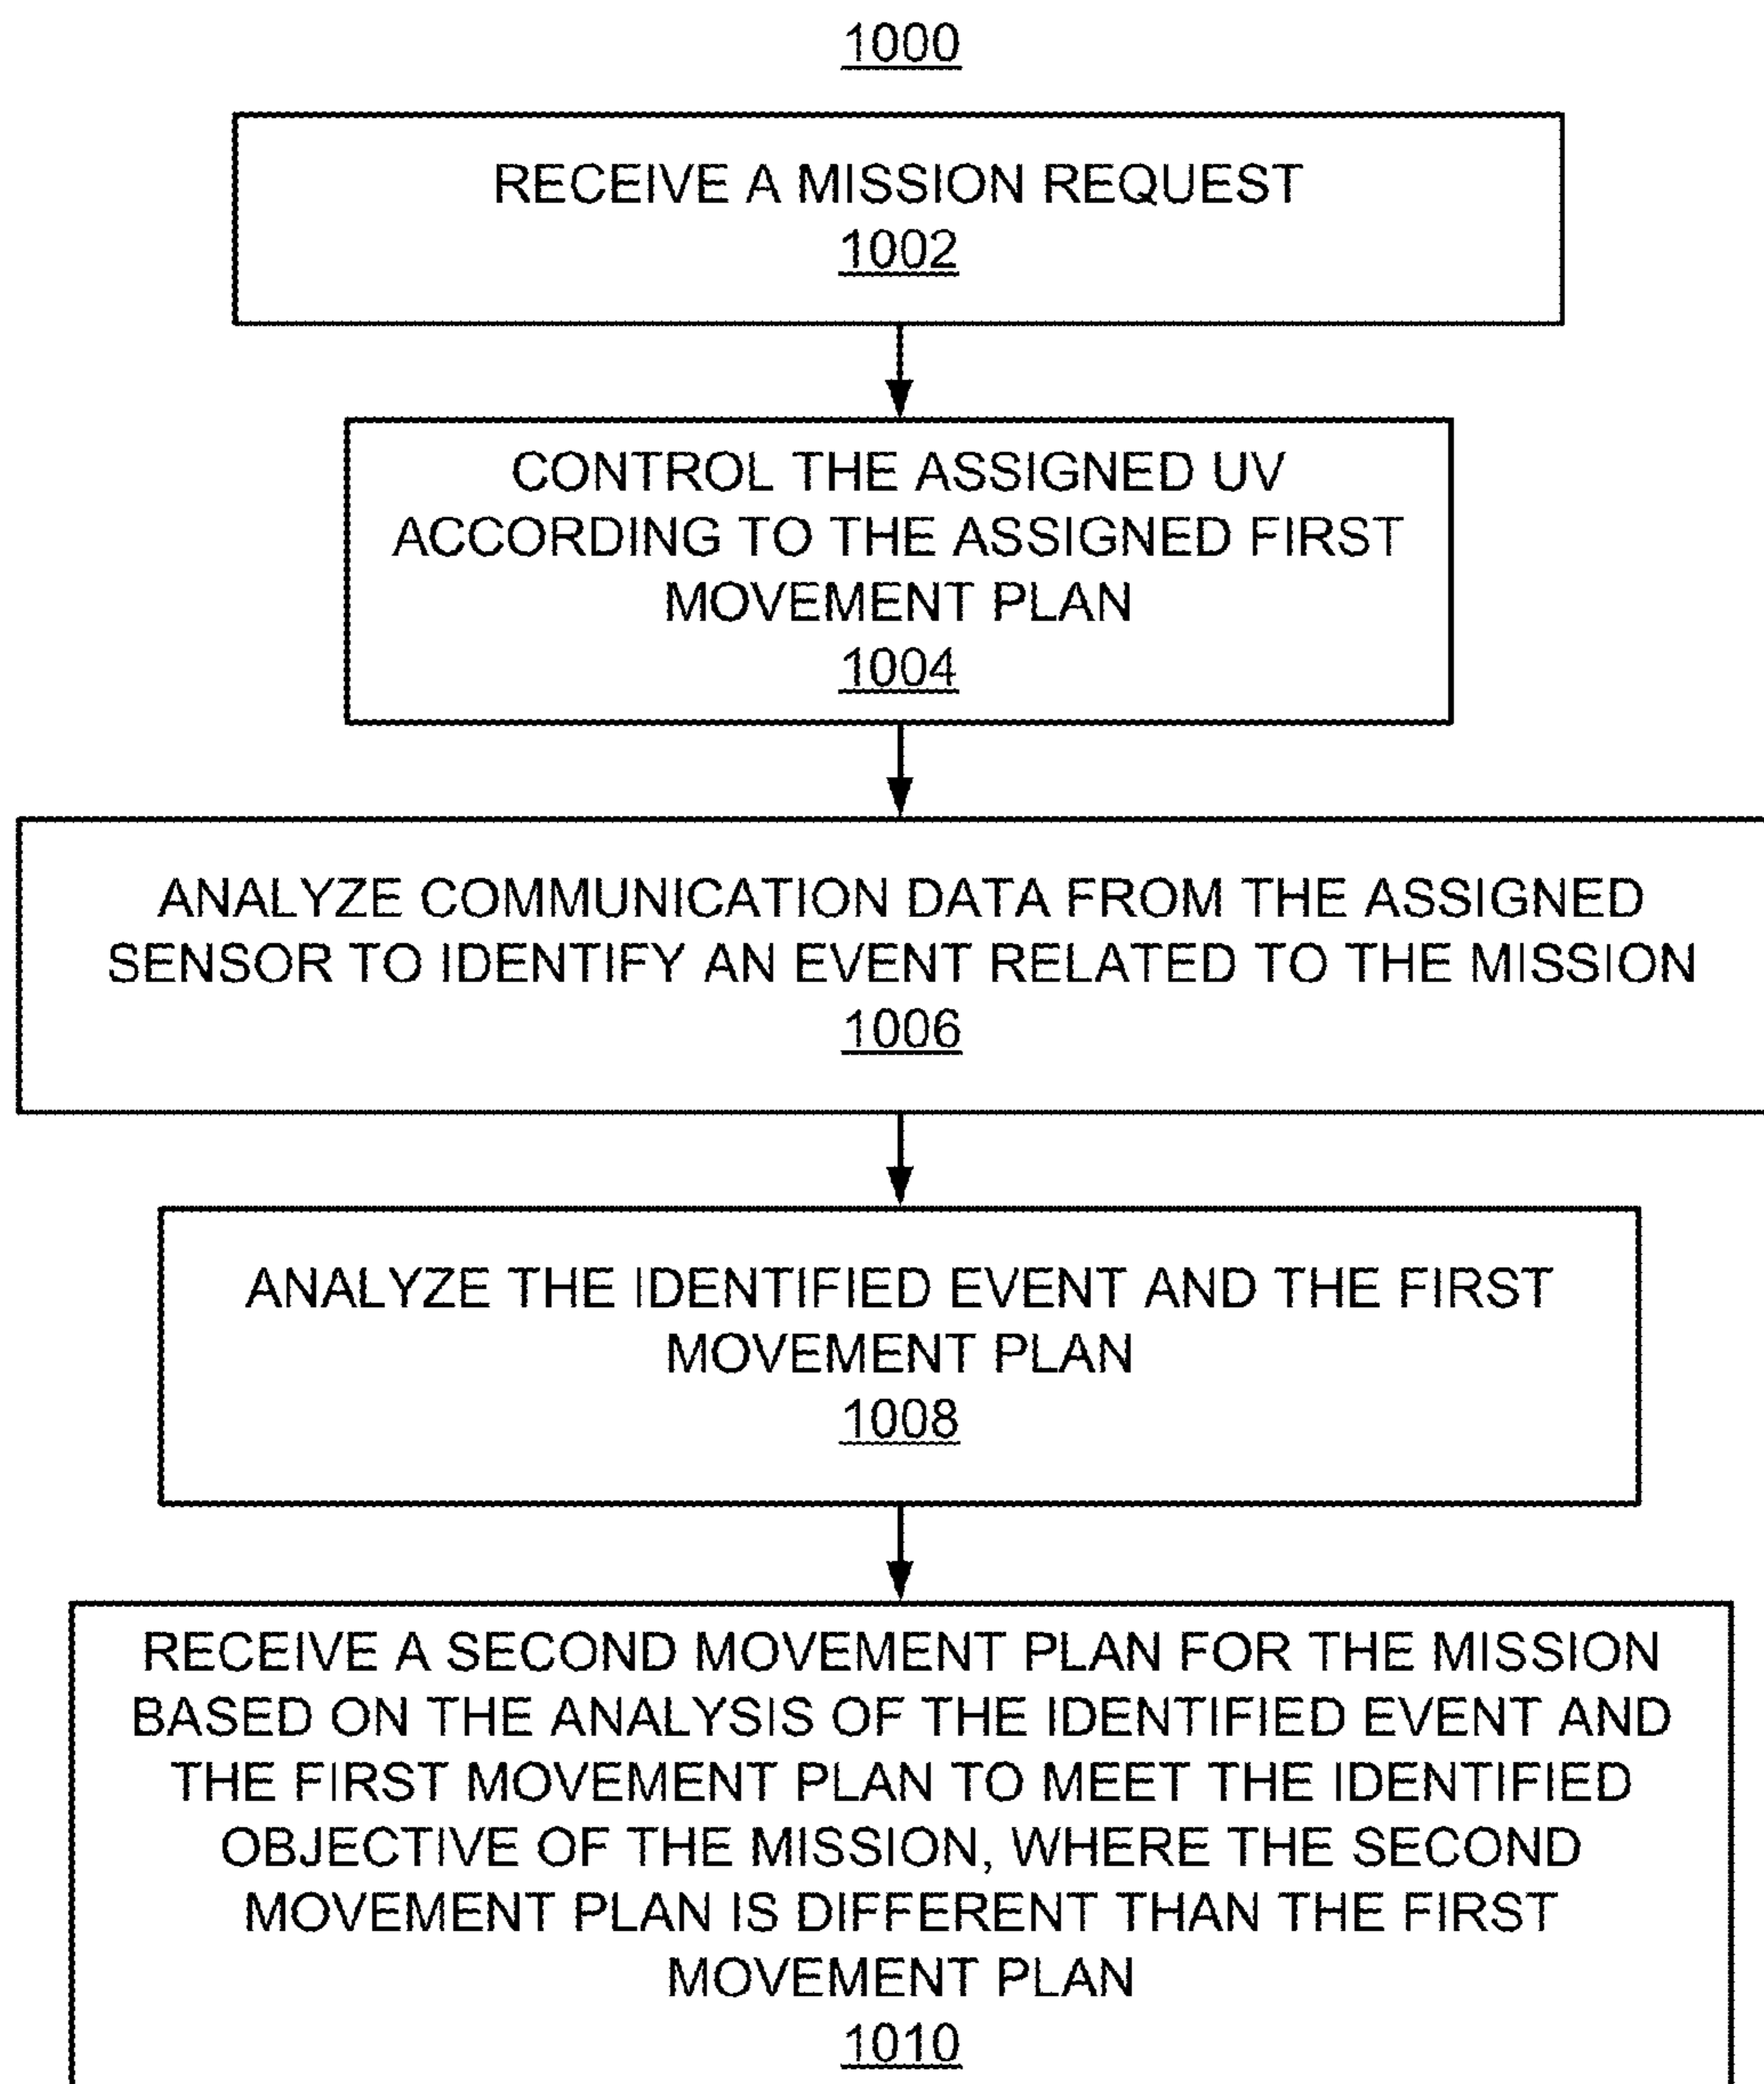 1000
RECEIVE A MISSION REQUEST
1002
CONTROL THE ASSIGNED UV
ACCORDING TO THE ASSIGNED FIRST
MOVEMENT PLAN
1004
ANALYZE COMMUNICATION DATA FROM THE ASSIGNED
SENSOR TO IDENTIFY AN EVENT RELATED TO THE MISSION
1006
ANALYZE THE IDENTIFIED EVENT AND THE FIRST
MOVEMENT PLAN
1008
RECEIVE A SECOND MOVEMENT PLAN FOR THE MISSION
BASED ON THE ANALYSIS OF THE IDENTIFIED EVENT AND
THE FIRST MOVEMENT PLAN TO MEET THE IDENTIFIED
OBJECTIVE OF THE MISSION, WHERE THE SECOND
MOVEMENT PLAN IS DIFFERENT THAN THE FIRST
MOVEMENT PLAN
1010